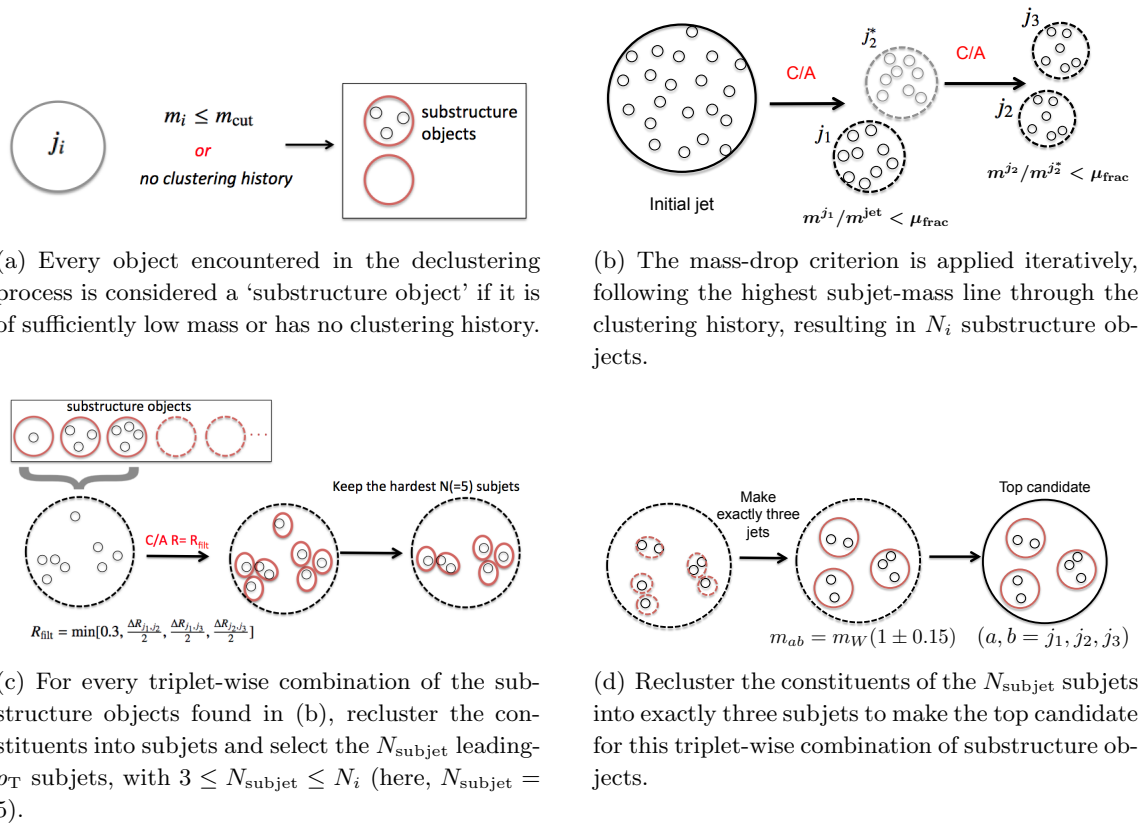 j_i
m_i ≤ m_cut
or
no clustering history
substructure
objects
Initial jet
C/A
j_2^*
j_1
m^{j_1}/m^{jet} < μ_frac
C/A
j_3
j_2
m^{j_2}/m^{j_2^*} < μ_frac
(a) Every object encountered in the declustering
process is considered a ‘substructure object’ if it is
of sufficiently low mass or has no clustering history.
(b) The mass-drop criterion is applied iteratively,
following the highest subjet-mass line through the
clustering history, resulting in N_i substructure ob-
jects.
substructure objects
...
C/A R= R_filt
Keep the hardest N(=5) subjets
R_filt = min[0.3, ΔR_{j_1,j_2}/2, ΔR_{j_1,j_3}/2, ΔR_{j_2,j_3}/2]
Make
exactly three
jets
Top candidate
m_{ab} = m_W(1 ± 0.15)
(a, b = j_1, j_2, j_3)
(c) For every triplet-wise combination of the sub-
structure objects found in (b), recluster the con-
stituents into subjets and select the N_subjet leading-
p_T subjets, with 3 ≤ N_subjet ≤ N_i (here, N_subjet =
5).
(d) Recluster the constituents of the N_subjet subjets
into exactly three subjets to make the top candidate
for this triplet-wise combination of substructure ob-
jects.